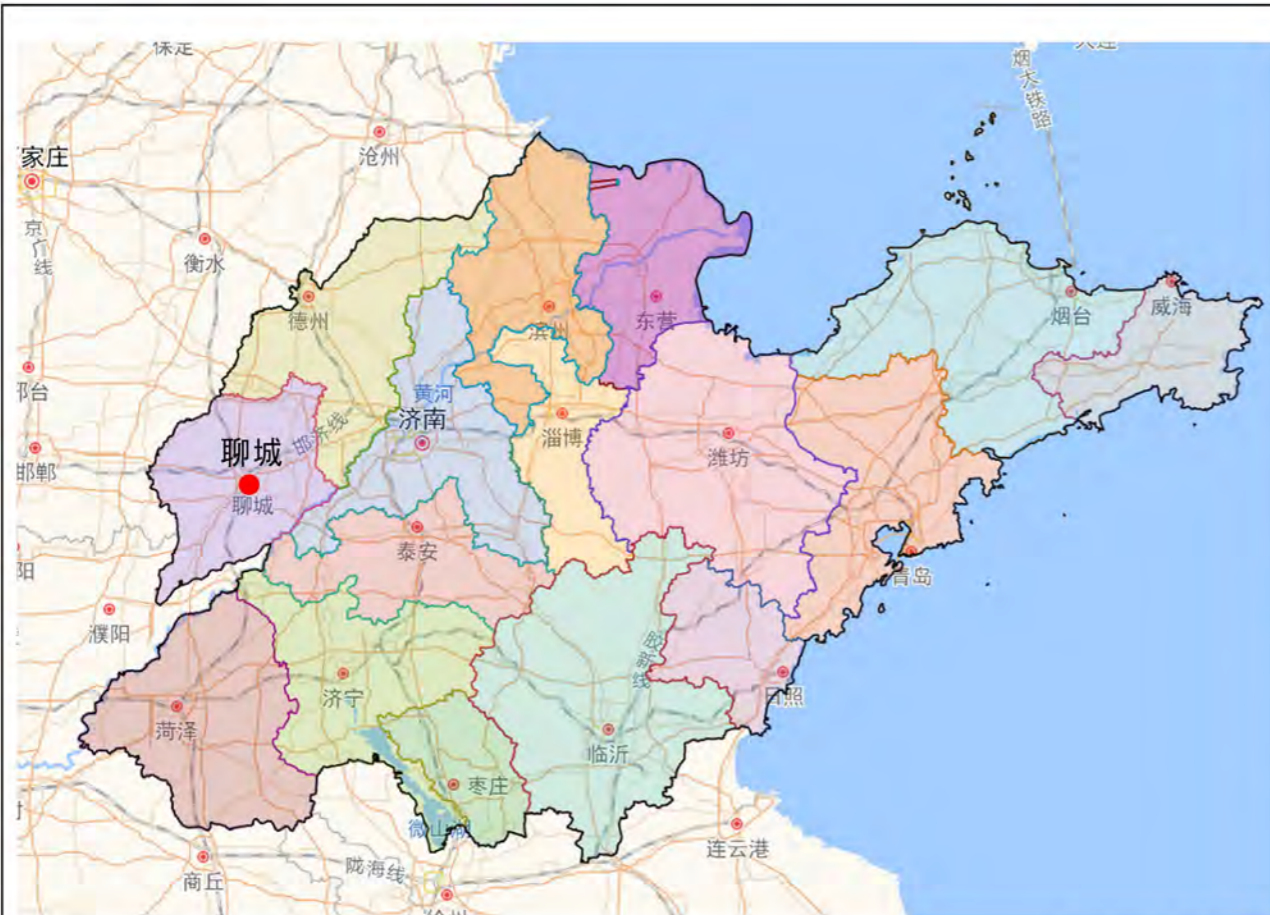 保定
烟大铁路
沧州
家庄
京广线
衡水
德州
滨州
东营
烟台
威海
邢台
黄河
济南
邯济线
淄博
潍坊
聊城
邯郸
聊城
泰安
阳
青岛
濮阳
胶新线
济宁
日照
菏泽
临沂
枣庄
微山湖
连云港
陇海线
商丘